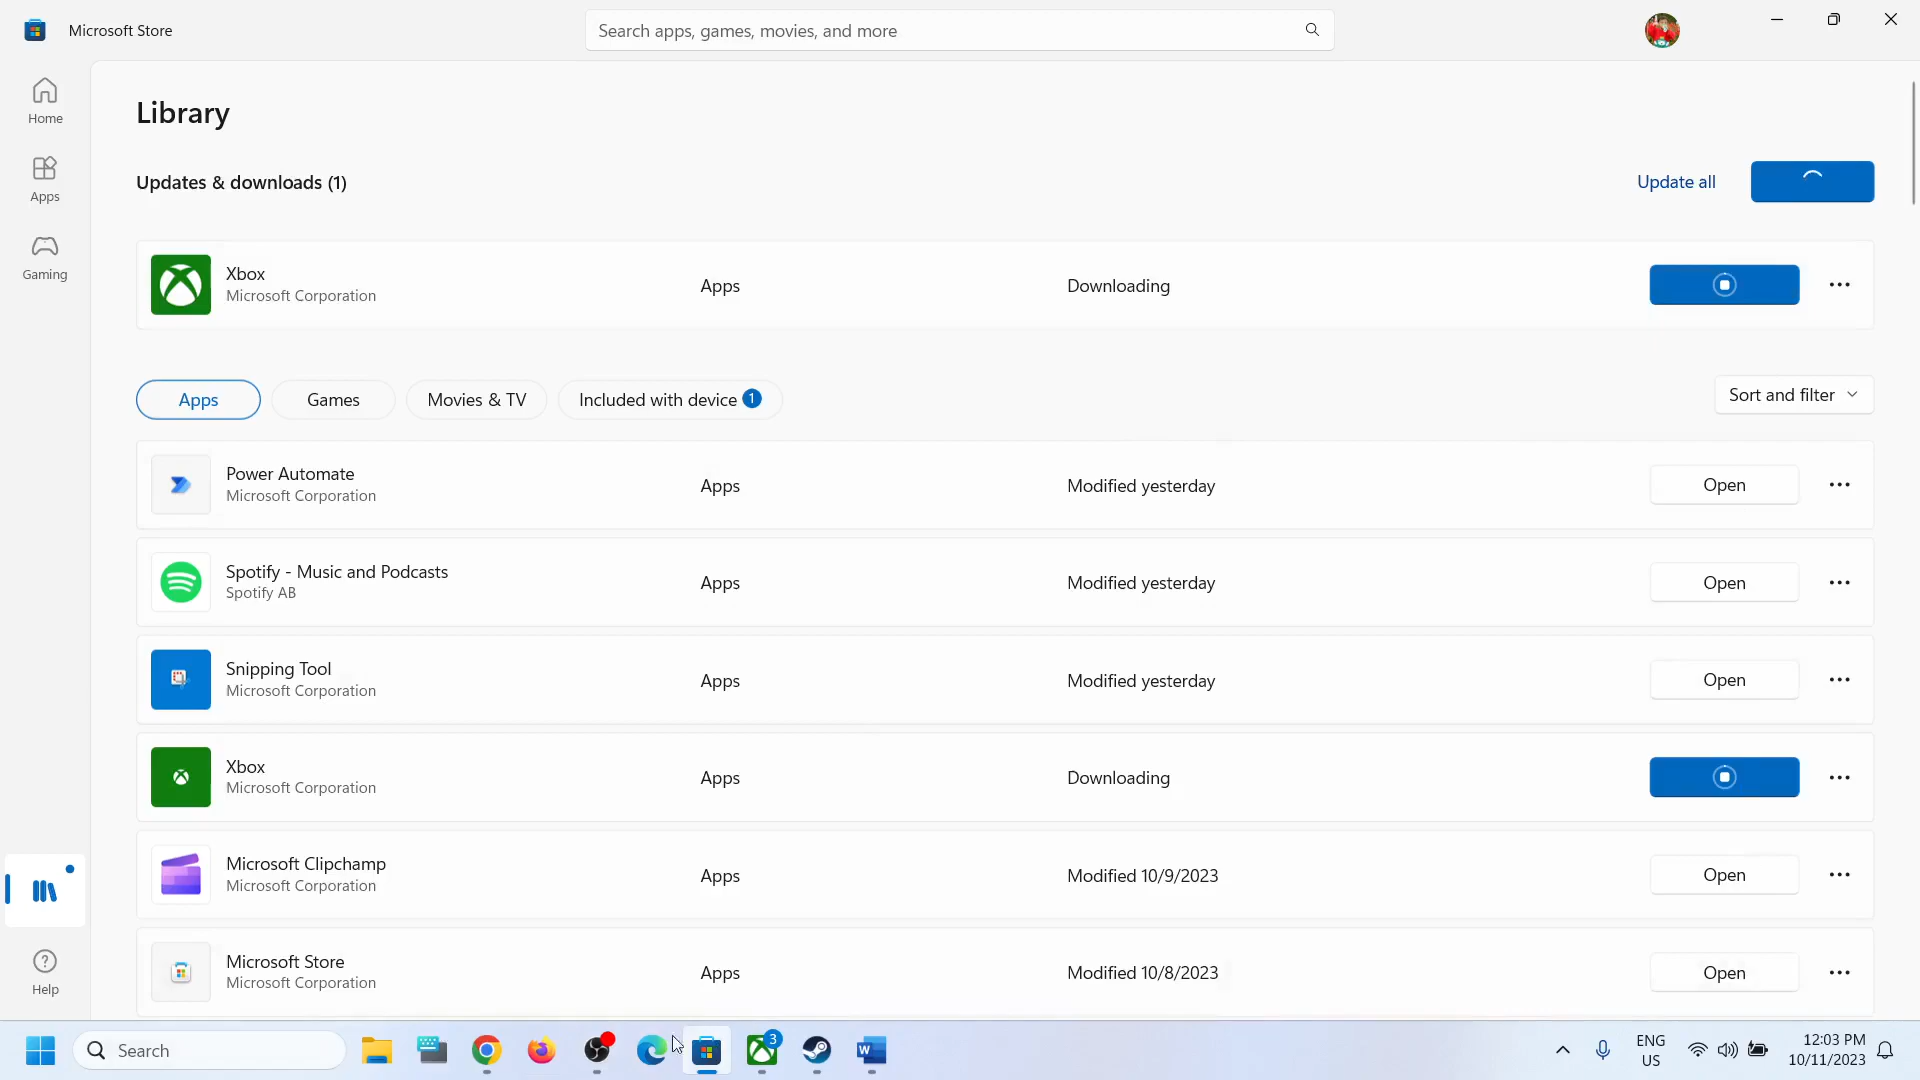 Microsoft Store
Search apps, games, movies, and more
Home
Apps
Gaming
Library
Updates & downloads (1)
Update all
Xbox
Microsoft Corporation
Apps
Downloading
Apps
Games
Movies & TV
Included with device 1
Sort and filter
Power Automate
Microsoft Corporation
Apps
Modified yesterday
Open
Spotify - Music and Podcasts
Spotify AB
Apps
Modified yesterday
Open
Snipping Tool
Microsoft Corporation
Apps
Modified yesterday
Open
Xbox
Microsoft Corporation
Apps
Downloading
Microsoft Clipchamp
Microsoft Corporation
Apps
Modified 10/9/2023
Open
Microsoft Store
Microsoft Corporation
Apps
Modified 10/8/2023
Open
Help
Search
3
W
ENG
US
12:03 PM
10/11/2023